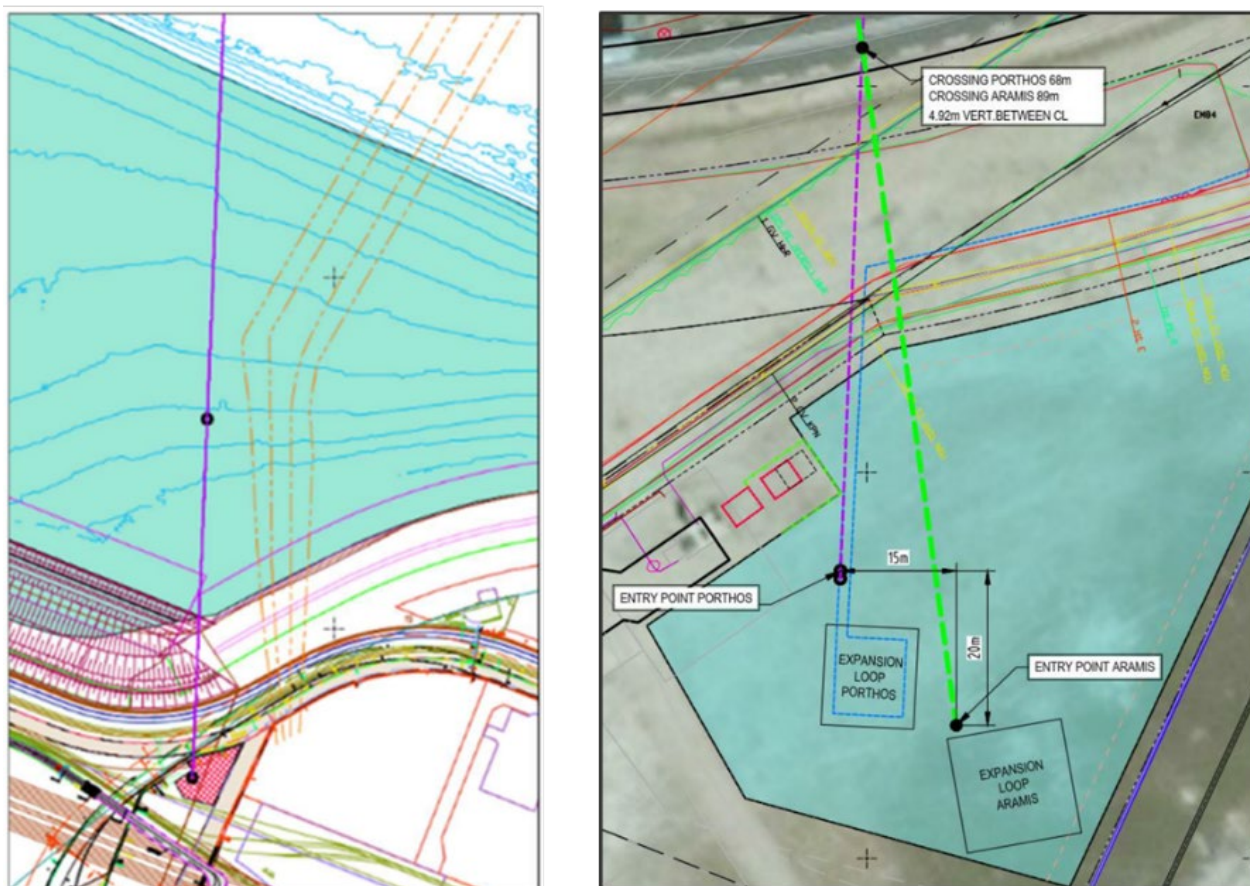 CROSSING PORTHOS 68m
CROSSING ARAMIS 89m
4.92m VERT.BETWEEN CL
EM84
15m
ENTRY POINT PORTHOS
20m
ENTRY POINT ARAMIS
EXPANSION
LOOP
PORTHOS
EXPANSION
LOOP
ARAMIS